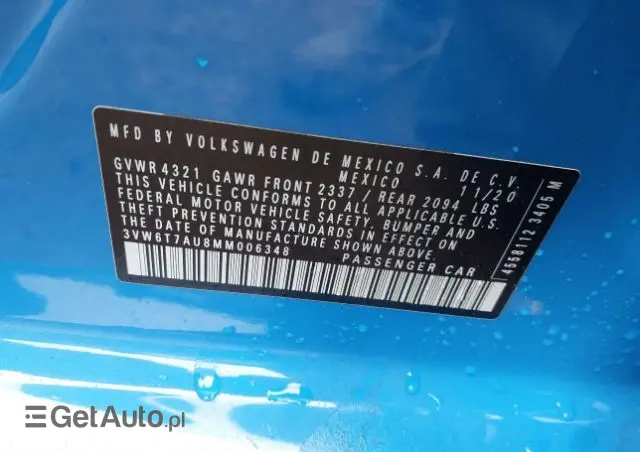 MFD BY VOLKSWAGEN DE MEXICO S.A. DE C.V.
MEXICO 11/20
GVWR 4321 GAWR FRONT 2337 / REAR 2094 LBS
THIS VEHICLE CONFORMS TO ALL APPLICABLE U.S.
FEDERAL MOTOR VEHICLE SAFETY, BUMPER AND
THEFT PREVENTION STANDARDS IN EFFECT ON
THE DATE OF MANUFACTURE SHOWN ABOVE.
3VW6T7AU8MM006348 PASSENGER CAR
4558112 3405 M
GetAuto.pl